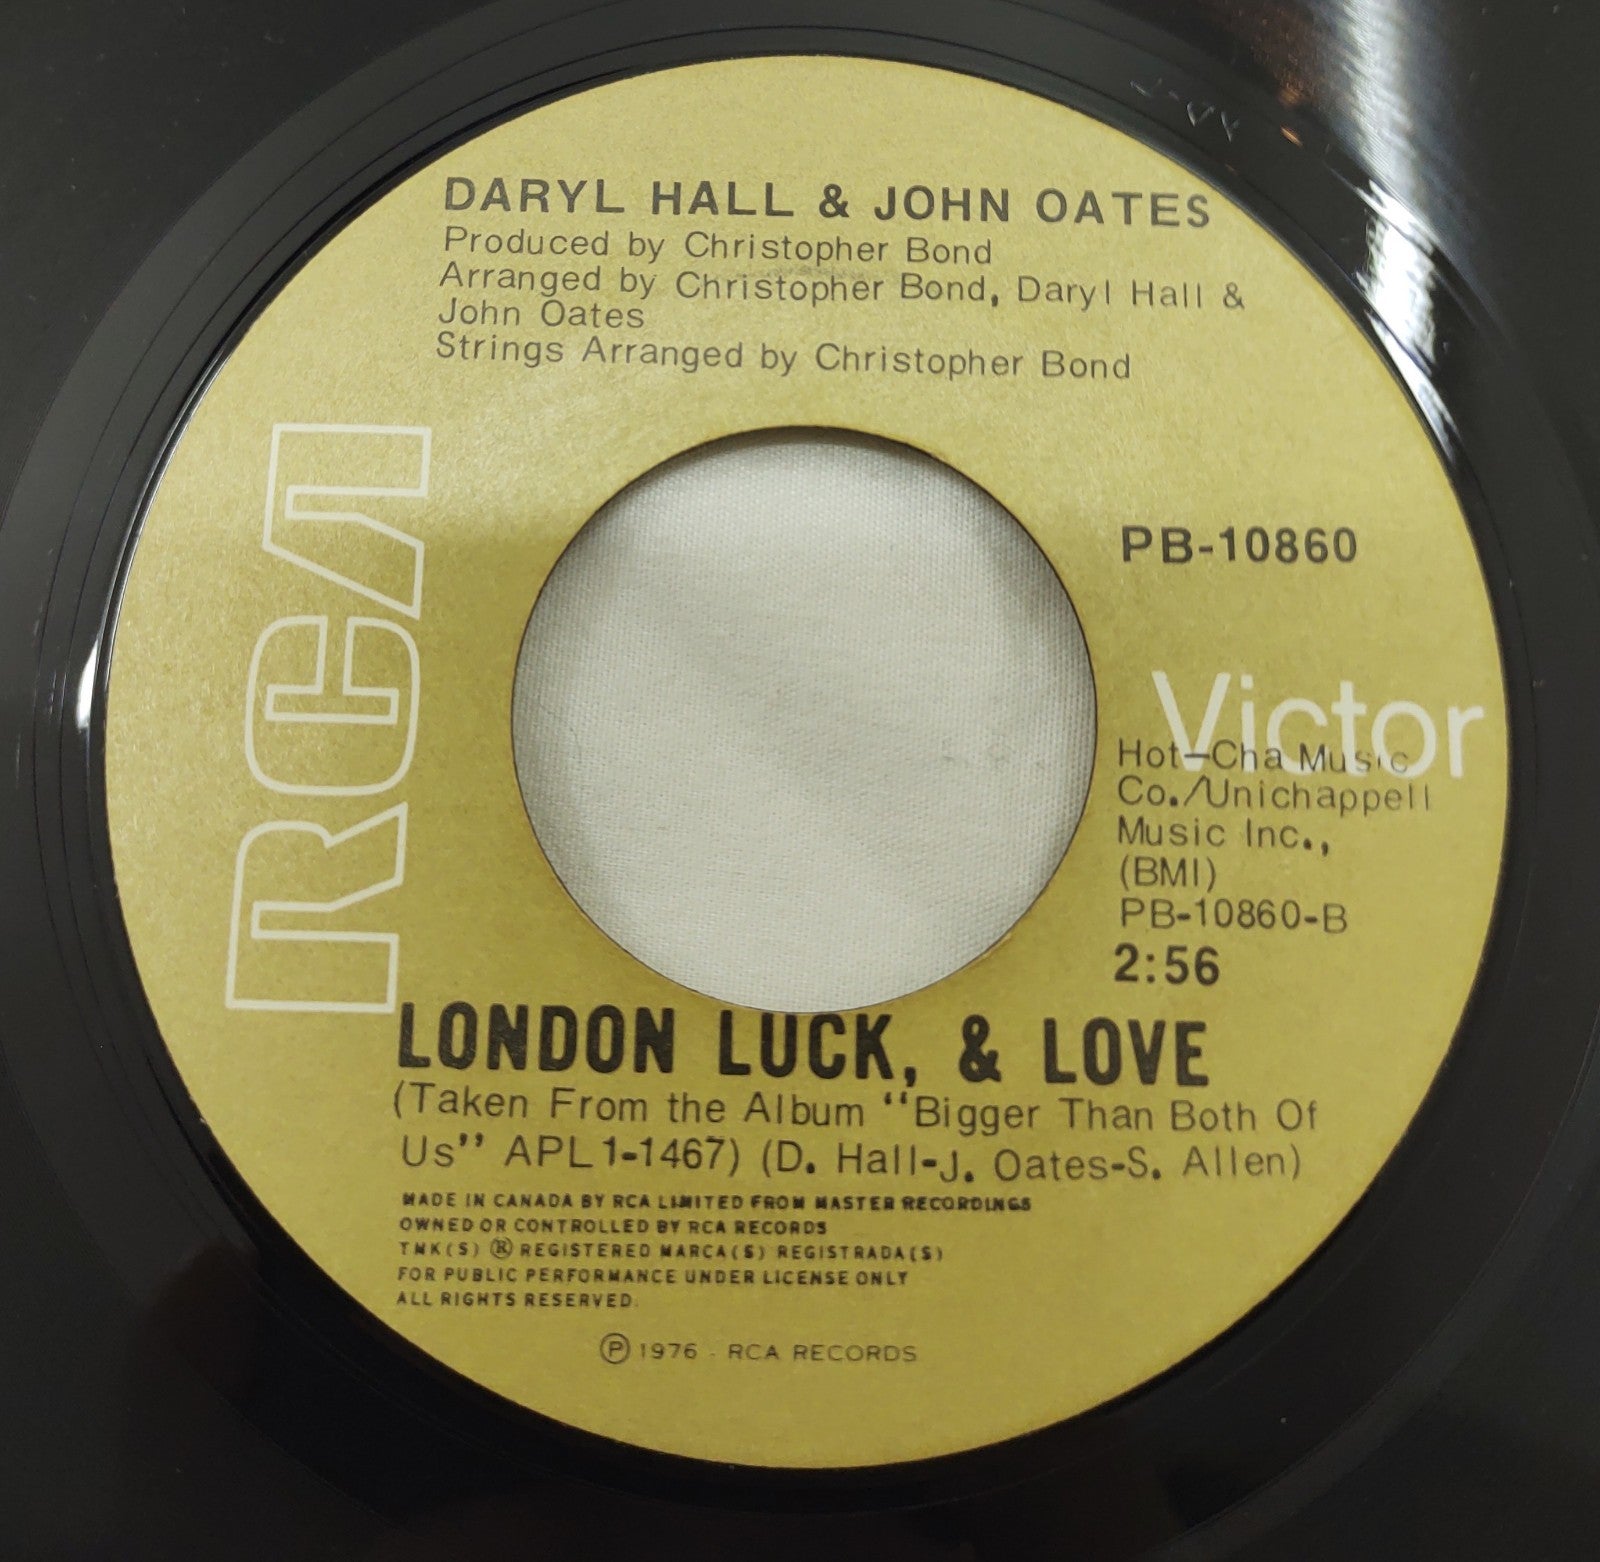 DARYL HALL & JOHN OATES
Produced by Christopher Bond
Arranged by Christopher Bond, Daryl Hall &
John Oates
Strings Arranged by Christopher Bond
RCA
PB-10860
Victor
Hot-Cha Music
Co./Unichappell
Music Inc.,
(BMI)
PB-10860-B
2:56
LONDON LUCK, & LOVE
(Taken From the Album "Bigger Than Both Of
Us" APL1-1467) (D. Hall-J. Oates-S. Allen)
MADE IN CANADA BY RCA LIMITED FROM MASTER RECORDINGS
OWNED OR CONTROLLED BY RCA RECORDS
TMK(S) ® REGISTERED MARCA(S) REGISTRADA(S)
FOR PUBLIC PERFORMANCE UNDER LICENSE ONLY
ALL RIGHTS RESERVED.
℗ 1976 - RCA RECORDS